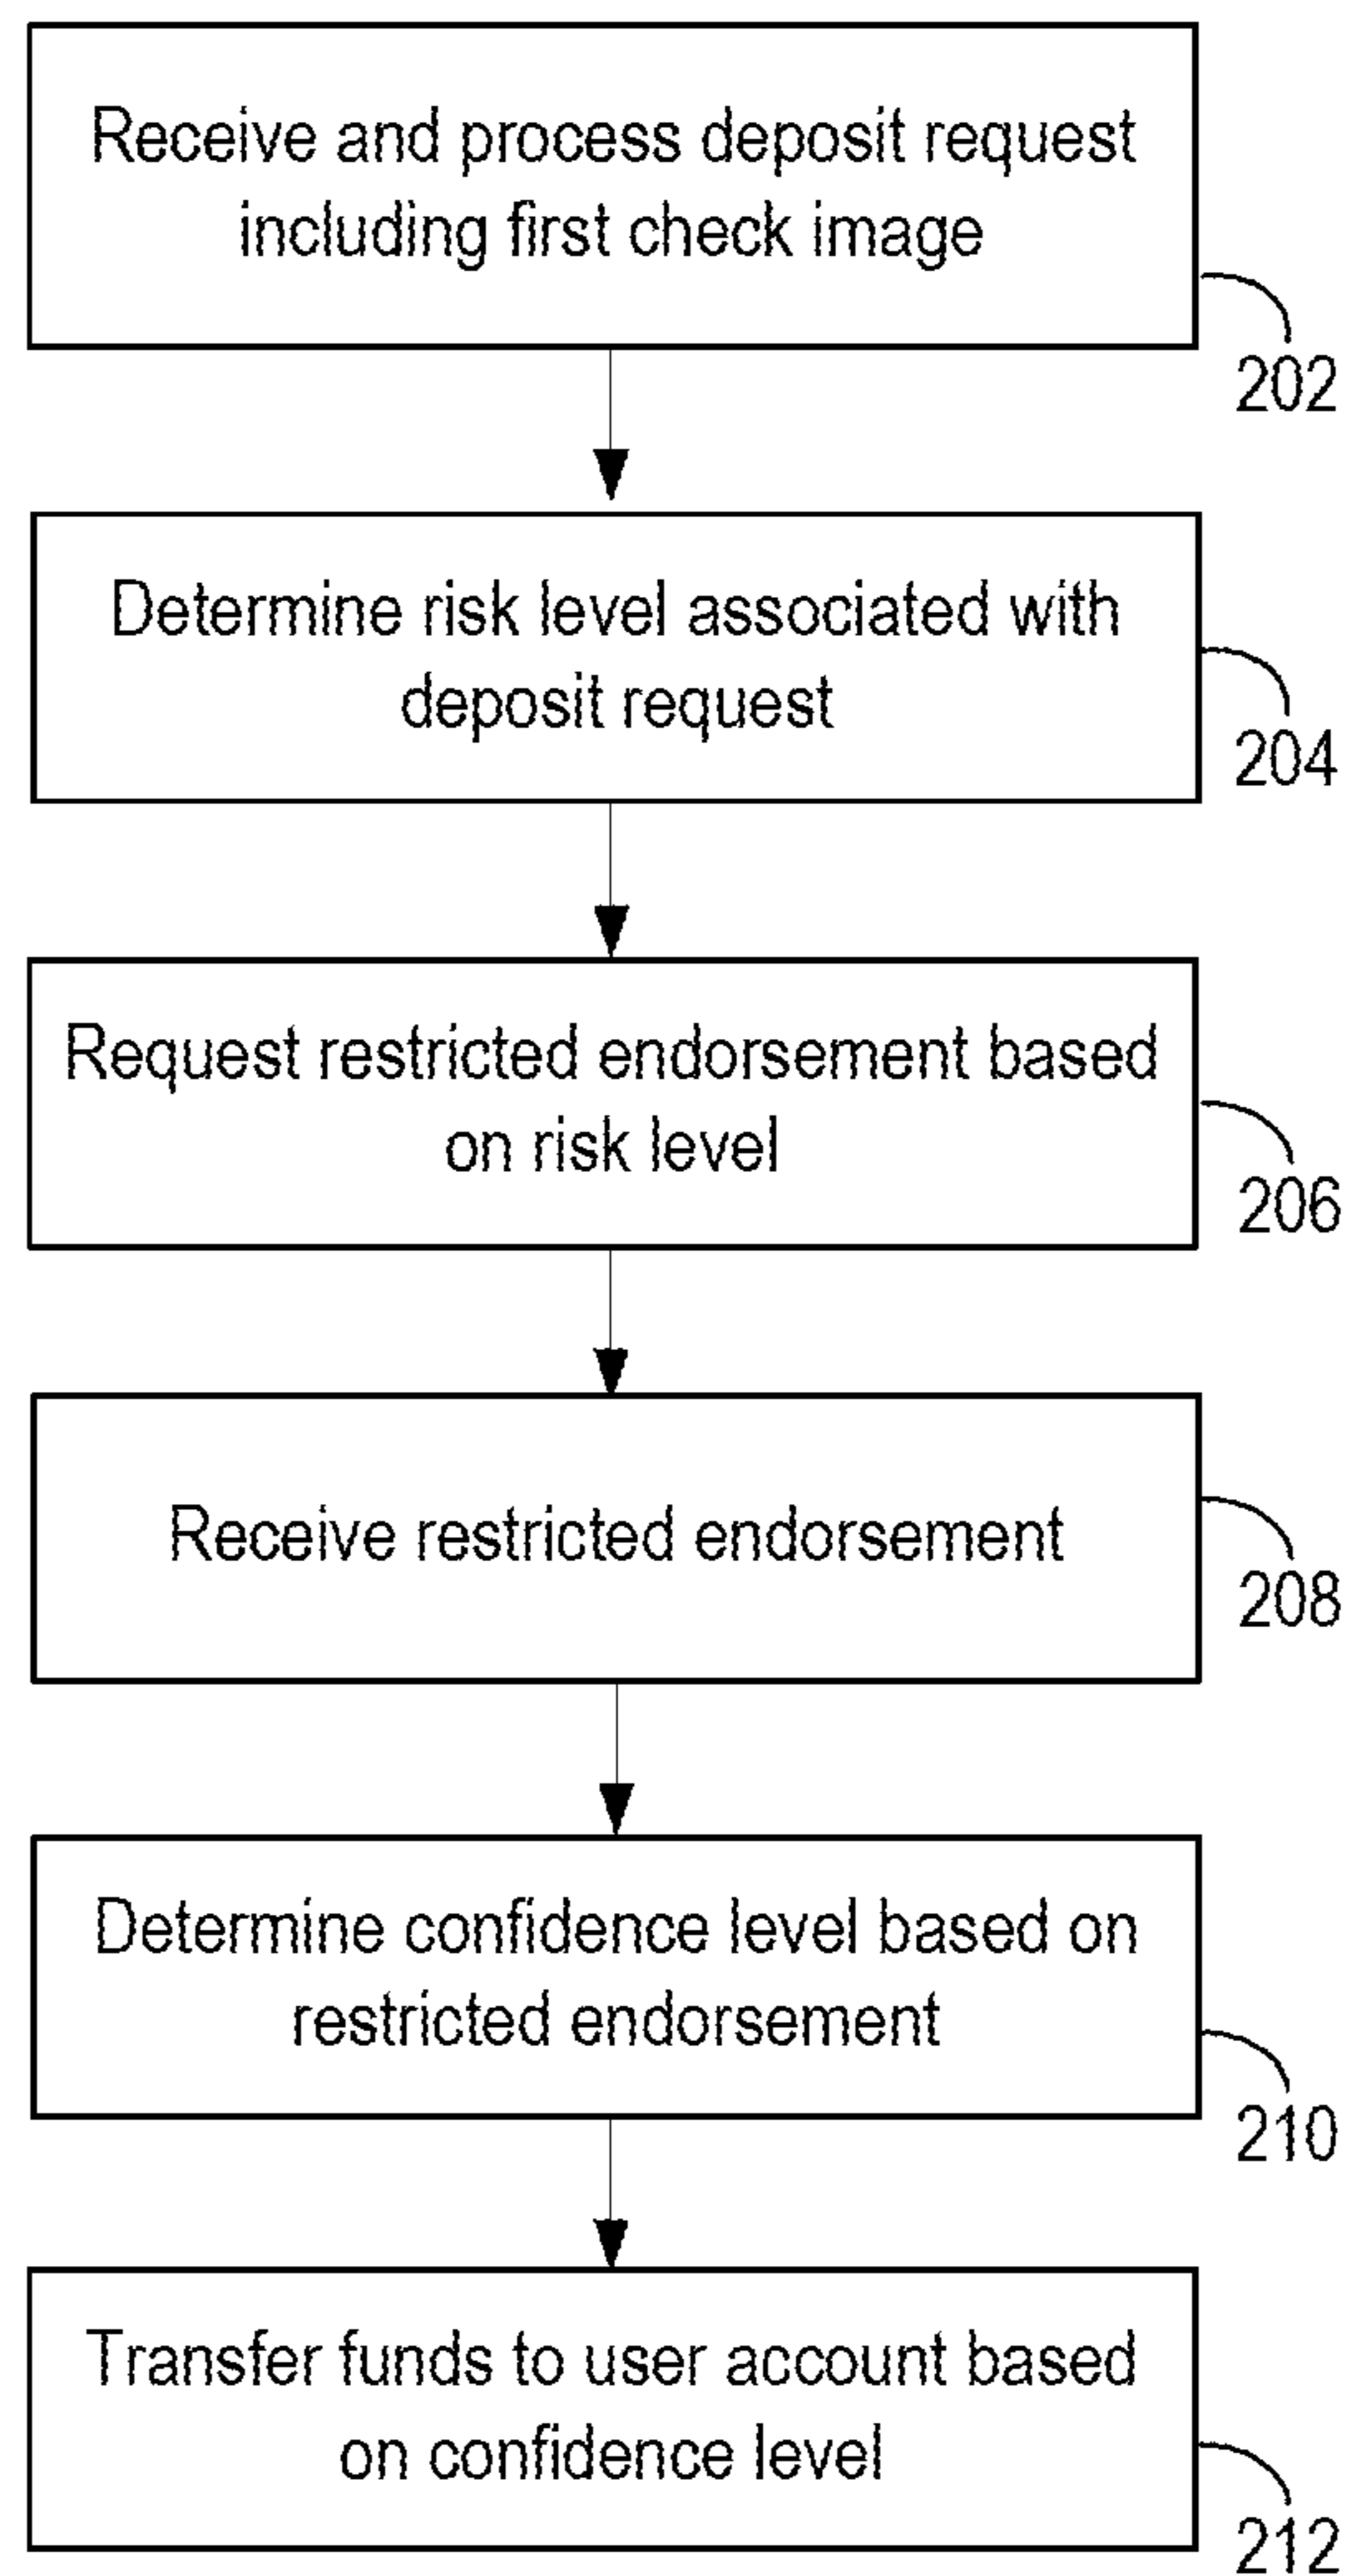 Receive and process deposit request
including first check image
202
Determine risk level associated with
deposit request
204
Request restricted endorsement based
on risk level
206
Receive restricted endorsement
208
Determine confidence level based on
restricted endorsement
210
Transfer funds to user account based
on confidence level
212